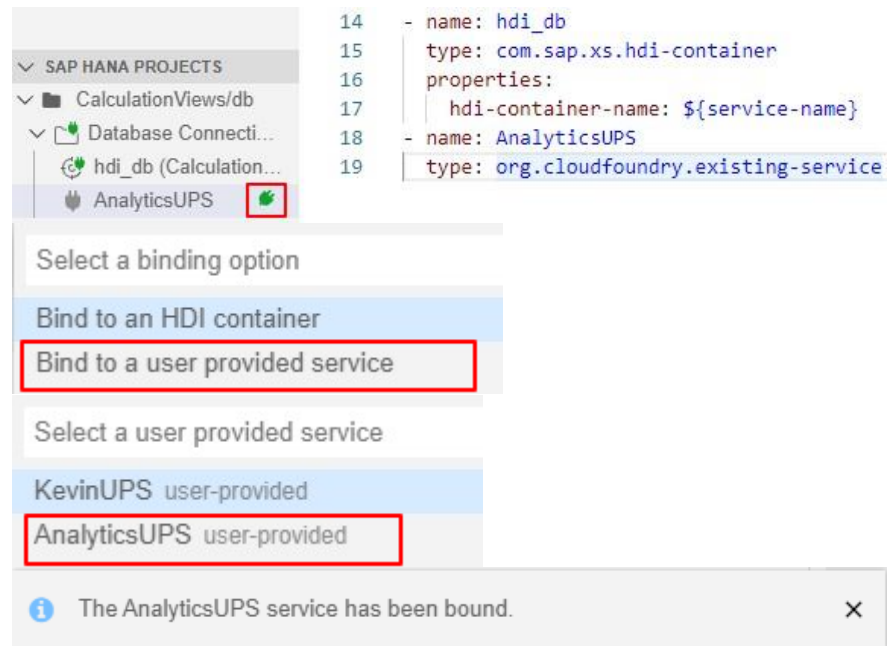 SAP HANA PROJECTS
CalculationViews/db
Database Connecti...
hdi_db (Calculation...
AnalyticsUPS
14 - name: hdi_db
15 type: com.sap.xs.hdi-container
16 properties:
17 hdi-container-name: ${service-name}
18 - name: AnalyticsUPS
19 type: org.cloudfoundry.existing-service
Select a binding option
Bind to an HDI container
Bind to a user provided service
Select a user provided service
KevinUPS user-provided
AnalyticsUPS user-provided
The AnalyticsUPS service has been bound.